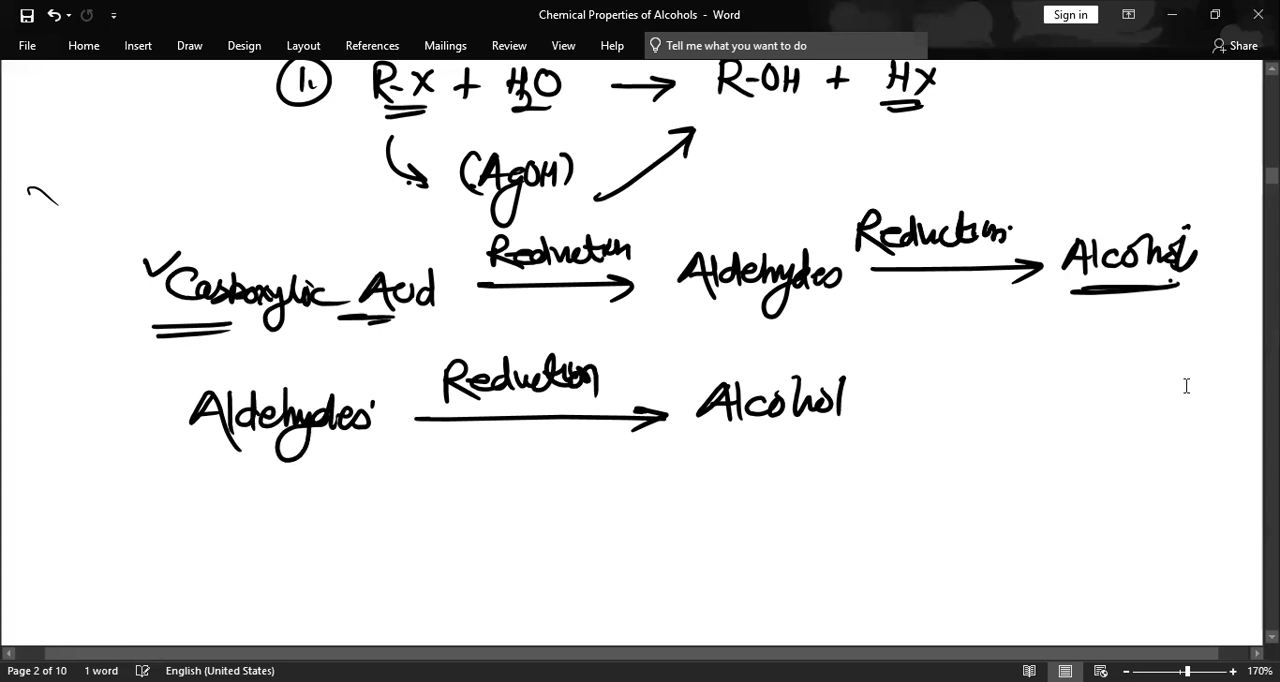 Chemical Properties of Alcohols - Word
Sign in
File Home Insert Draw Design Layout References Mailings Review View Help Tell me what you want to do Share
1. R-X + H2O → R-OH + HX
(AgOH)
Carboxylic Acid Reduction → Aldehydes Reduction → Alcohol
Aldehydes Reduction → Alcohol
Page 2 of 10 1 word English (United States) 170%